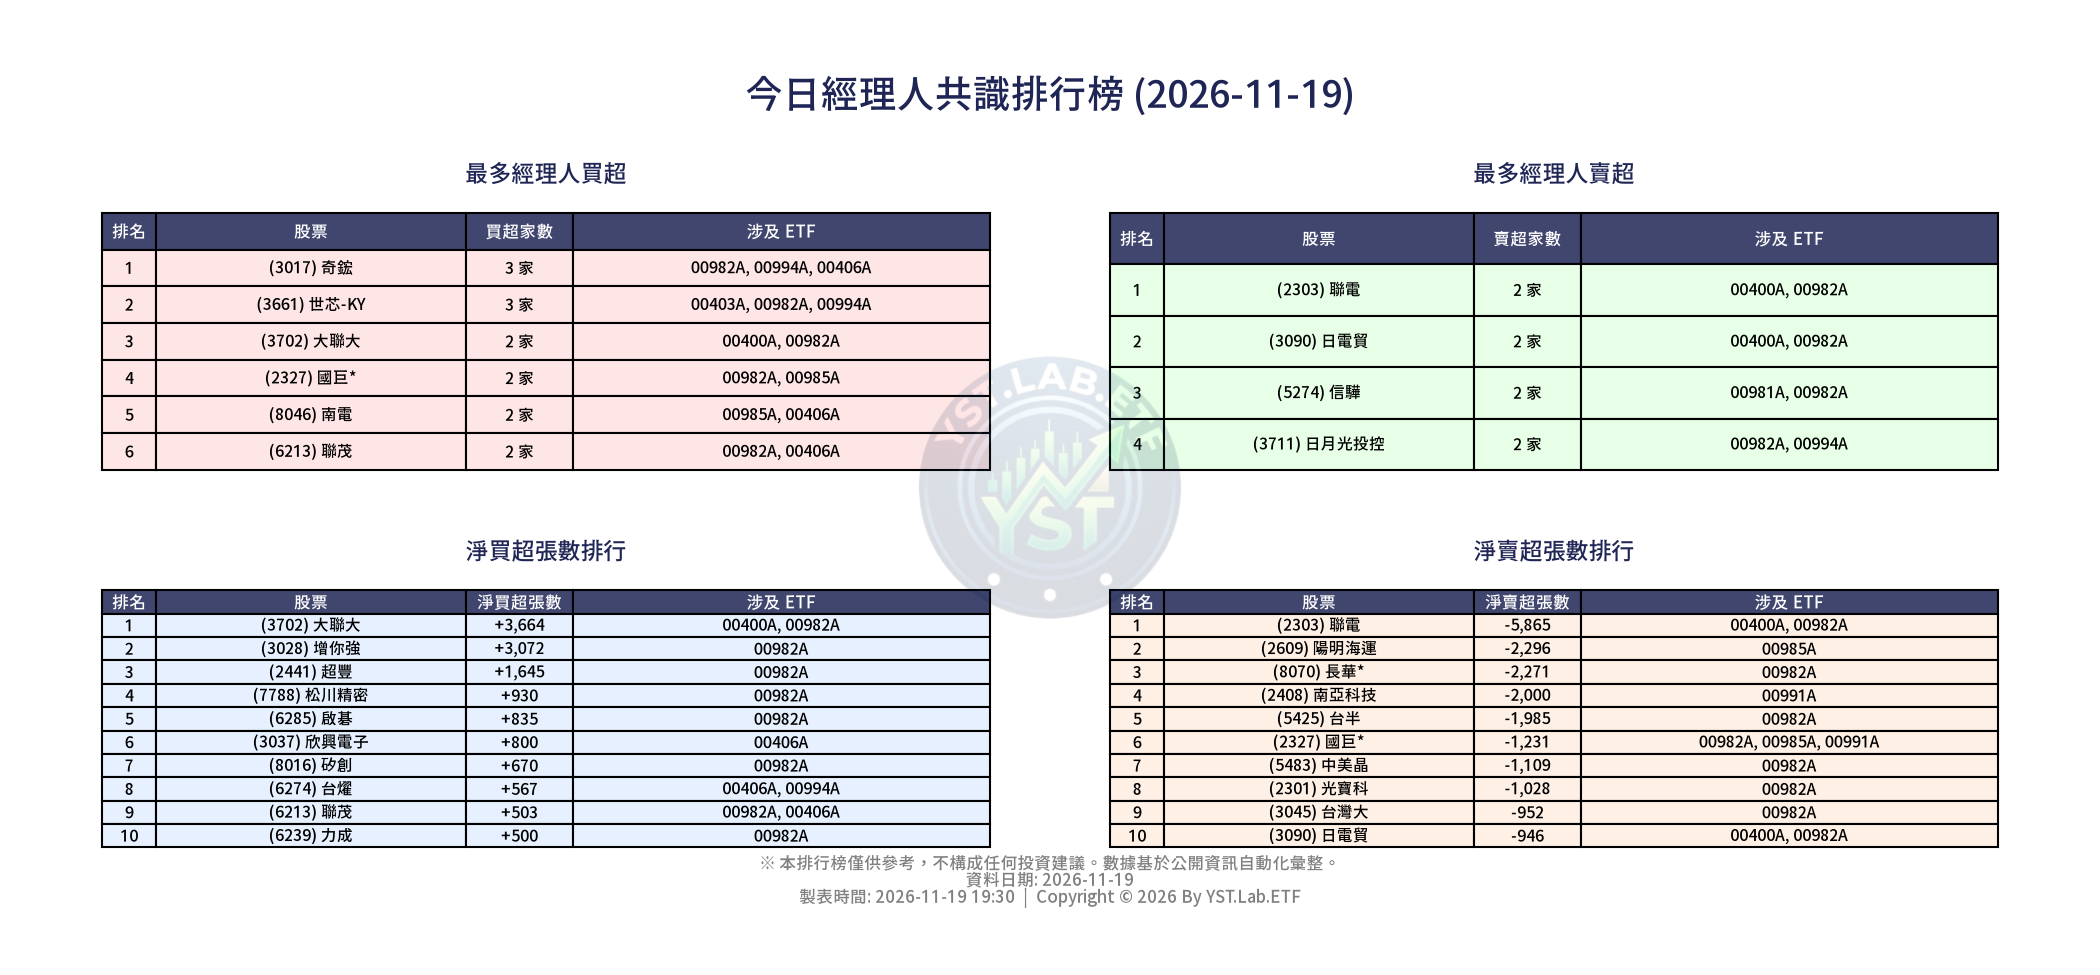 今日經理人共識排行榜 (2026-11-19)
最多經理人買超
排名 股票 買超家數 涉及 ETF
1 (3017) 奇鋐 3 家 00982A, 00994A, 00406A
2 (3661) 世芯-KY 3 家 00403A, 00982A, 00994A
3 (3702) 大聯大 2 家 00400A, 00982A
4 (2327) 國巨* 2 家 00982A, 00985A
5 (8046) 南電 2 家 00985A, 00406A
6 (6213) 聯茂 2 家 00982A, 00406A
最多經理人賣超
排名 股票 賣超家數 涉及 ETF
1 (2303) 聯電 2 家 00400A, 00982A
2 (3090) 日電貿 2 家 00400A, 00982A
3 (5274) 信驊 2 家 00981A, 00982A
4 (3711) 日月光投控 2 家 00982A, 00994A
YST.LAB.ETF
YST
淨買超張數排行
排名 股票 淨買超張數 涉及 ETF
1 (3702) 大聯大 +3,664 00400A, 00982A
2 (3028) 增你強 +3,072 00982A
3 (2441) 超豐 +1,645 00982A
4 (7788) 松川精密 +930 00982A
5 (6285) 啟碁 +835 00982A
6 (3037) 欣興電子 +800 00406A
7 (8016) 矽創 +670 00982A
8 (6274) 台燿 +567 00406A, 00994A
9 (6213) 聯茂 +503 00982A, 00406A
10 (6239) 力成 +500 00982A
淨賣超張數排行
排名 股票 淨賣超張數 涉及 ETF
1 (2303) 聯電 -5,865 00400A, 00982A
2 (2609) 陽明海運 -2,296 00985A
3 (8070) 長華* -2,271 00982A
4 (2408) 南亞科技 -2,000 00991A
5 (5425) 台半 -1,985 00982A
6 (2327) 國巨* -1,231 00982A, 00985A, 00991A
7 (5483) 中美晶 -1,109 00982A
8 (2301) 光寶科 -1,028 00982A
9 (3045) 台灣大 -952 00982A
10 (3090) 日電貿 -946 00400A, 00982A
※ 本排行榜僅供參考，不構成任何投資建議。數據基於公開資訊自動化彙整。
資料日期: 2026-11-19
製表時間: 2026-11-19 19:30 │ Copyright © 2026 By YST.Lab.ETF